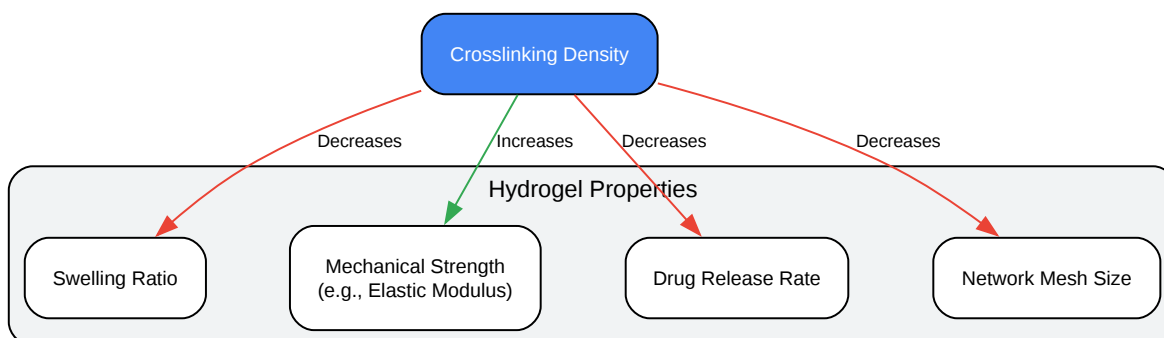 Crosslinking Density
Decreases
Increases
Decreases
Decreases
Hydrogel Properties
Swelling Ratio
Mechanical Strength
(e.g., Elastic Modulus)
Drug Release Rate
Network Mesh Size